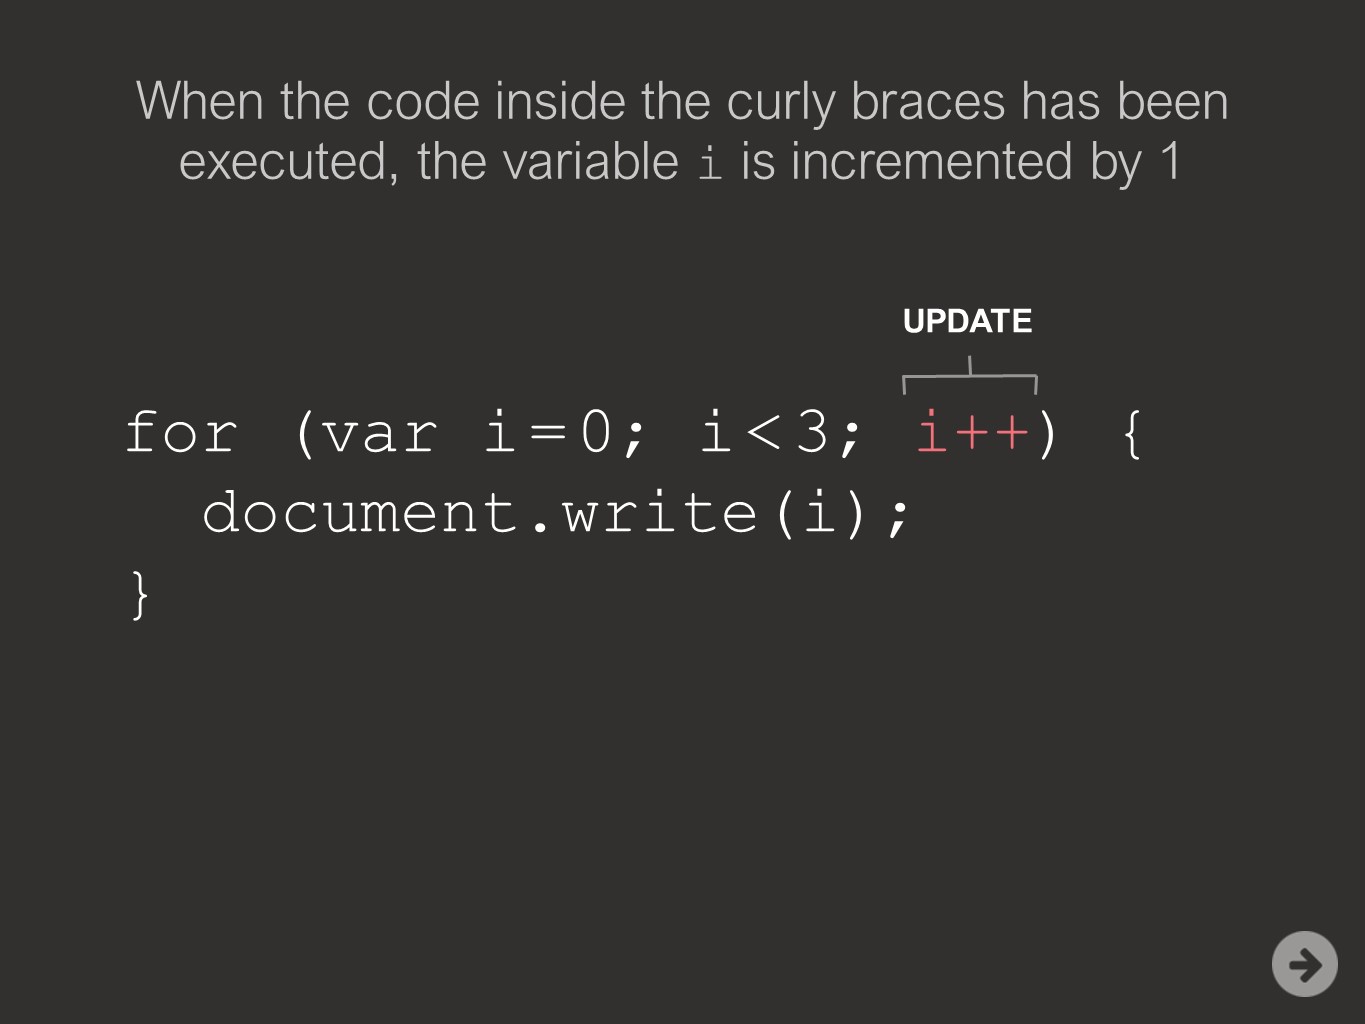 When the code inside the curly braces has been
executed, the variable i is incremented by 1
UPDATE
for (var i=0; i<3; i++) {
  document.write(i);
}